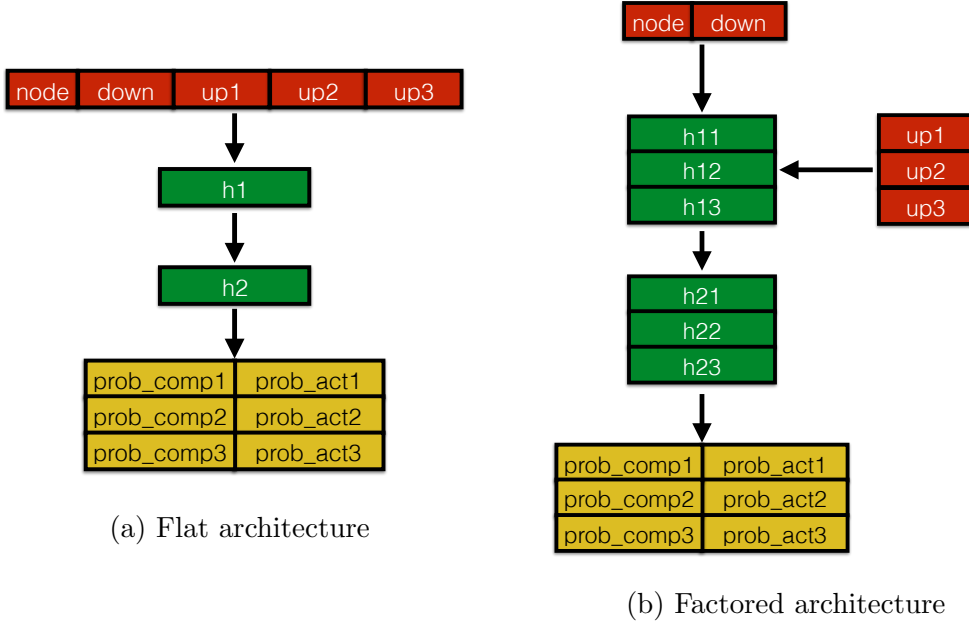 node down up1 up2 up3
h1
h2
prob_comp1 prob_act1
prob_comp2 prob_act2
prob_comp3 prob_act3
(a) Flat architecture
node down
h11
h12
h13
up1
up2
up3
h21
h22
h23
prob_comp1 prob_act1
prob_comp2 prob_act2
prob_comp3 prob_act3
(b) Factored architecture